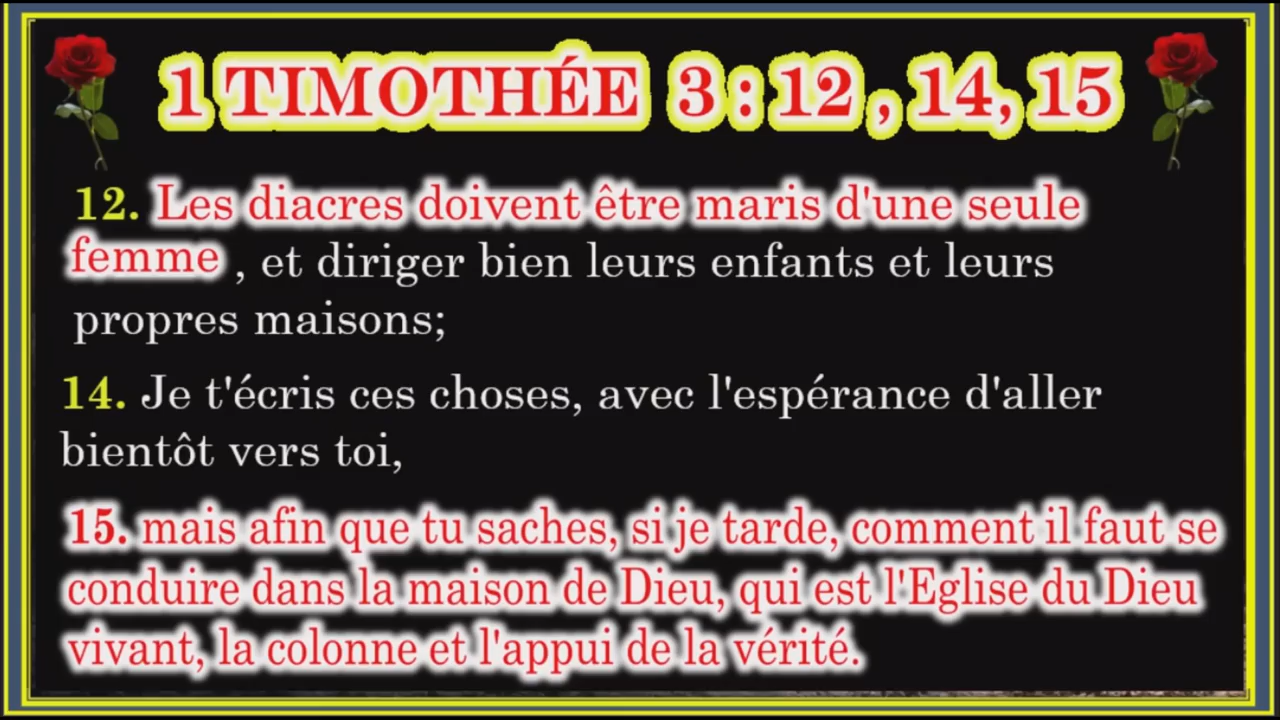 1 TIMOTHÉE 3 : 12 , 14, 15
12. Les diacres doivent être maris d'une seule
femme , et diriger bien leurs enfants et leurs
propres maisons;
14. Je t'écris ces choses, avec l'espérance d'aller
bientôt vers toi,
15. mais afin que tu saches, si je tarde, comment il faut se
conduire dans la maison de Dieu, qui est l'Eglise du Dieu
vivant, la colonne et l'appui de la vérité.